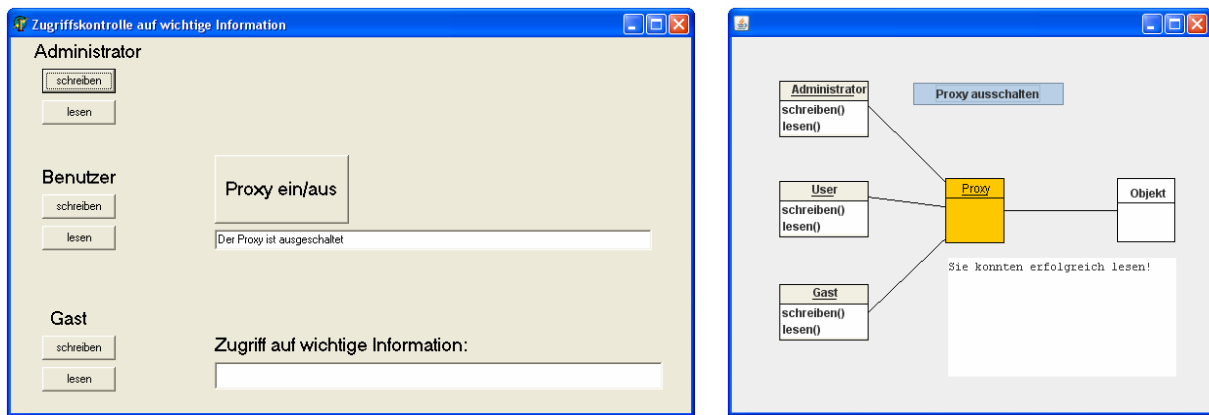 Zugriffskontrolle auf wichtige Information
Administrator
schreiben
lesen
Benutzer
schreiben
lesen
Proxy ein/aus
Der Proxy ist ausgeschaltet
Gast
schreiben
lesen
Zugriff auf wichtige Information:
Administrator
schreiben()
lesen()
Proxy ausschalten
User
schreiben()
lesen()
Proxy
Objekt
Gast
schreiben()
lesen()
Sie konnten erfolgreich lesen!